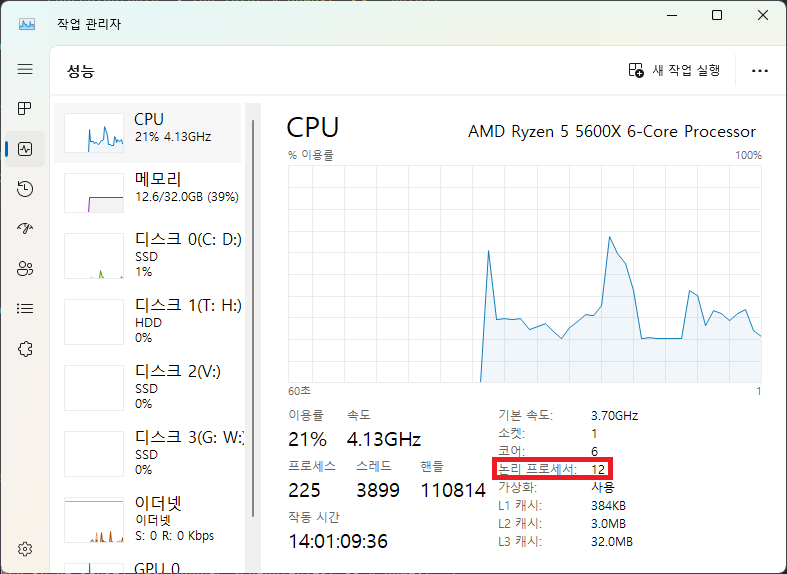 작업 관리자
성능
새 작업 실행
CPU
21% 4.13GHz
메모리
12.6/32.0GB (39%)
디스크 0(C: D:)
SSD
1%
디스크 1(T: H:)
HDD
0%
디스크 2(V:)
SSD
0%
디스크 3(G: W:)
SSD
0%
이더넷
이더넷
S: 0 R: 0 Kbps
GPU 0
CPU
AMD Ryzen 5 5600X 6-Core Processor
% 이용률
100%
60초
1
이용률
속도
21%
4.13GHz
프로세스
스레드
핸들
225
3899
110814
작동 시간
14:01:09:36
기본 속도: 3.70GHz
소켓: 1
코어: 6
논리 프로세서: 12
가상화: 사용
L1 캐시: 384KB
L2 캐시: 3.0MB
L3 캐시: 32.0MB